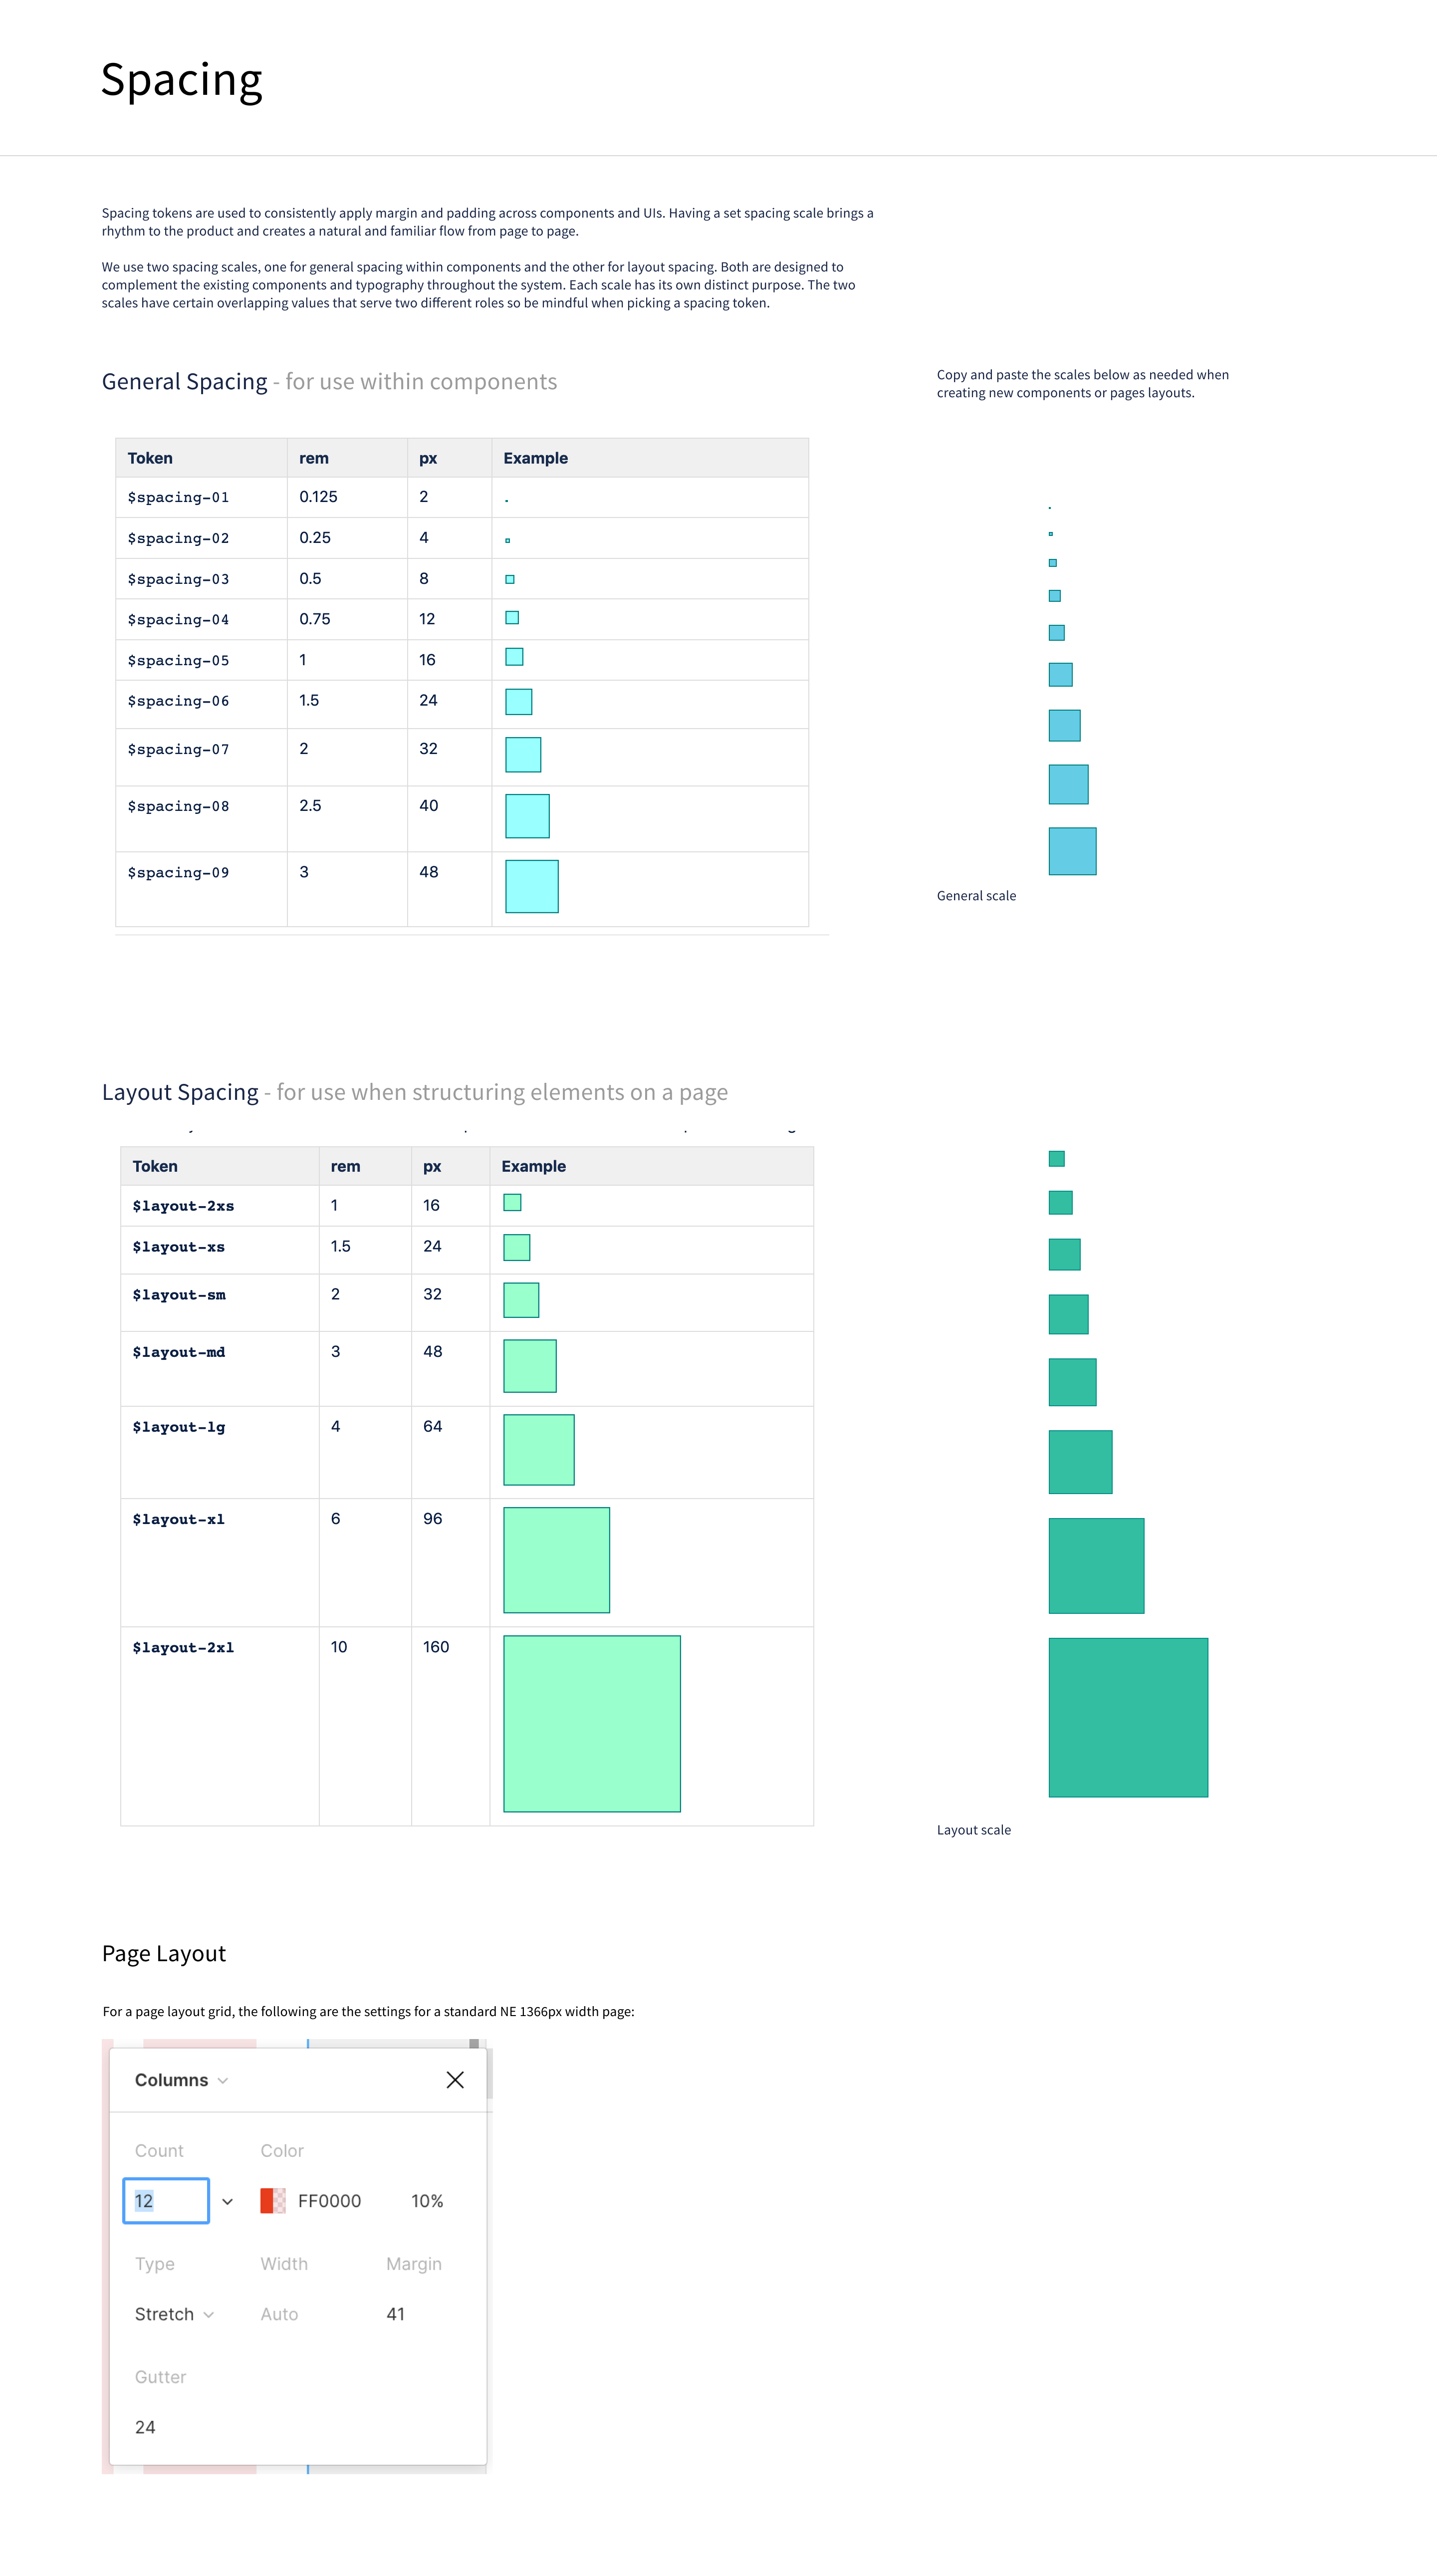 Spacing
Spacing tokens are used to consistently apply margin and padding across components and UIs. Having a set spacing scale brings a
rhythm to the product and creates a natural and familiar flow from page to page.
We use two spacing scales, one for general spacing within components and the other for layout spacing. Both are designed to
complement the existing components and typography throughout the system. Each scale has its own distinct purpose. The two
scales have certain overlapping values that serve two different roles so be mindful when picking a spacing token.
General Spacing - for use within components
Copy and paste the scales below as needed when
creating new components or pages layouts.
Token rem px Example
$spacing-01 0.125 2
$spacing-02 0.25 4
$spacing-03 0.5 8
$spacing-04 0.75 12
$spacing-05 1 16
$spacing-06 1.5 24
$spacing-07 2 32
$spacing-08 2.5 40
$spacing-09 3 48
General scale
Layout Spacing - for use when structuring elements on a page
Token rem px Example
$layout-2xs 1 16
$layout-xs 1.5 24
$layout-sm 2 32
$layout-md 3 48
$layout-lg 4 64
$layout-xl 6 96
$layout-2xl 10 160
Layout scale
Page Layout
For a page layout grid, the following are the settings for a standard NE 1366px width page:
Columns
Count Color
12 FF0000 10%
Type Width Margin
Stretch Auto 41
Gutter
24